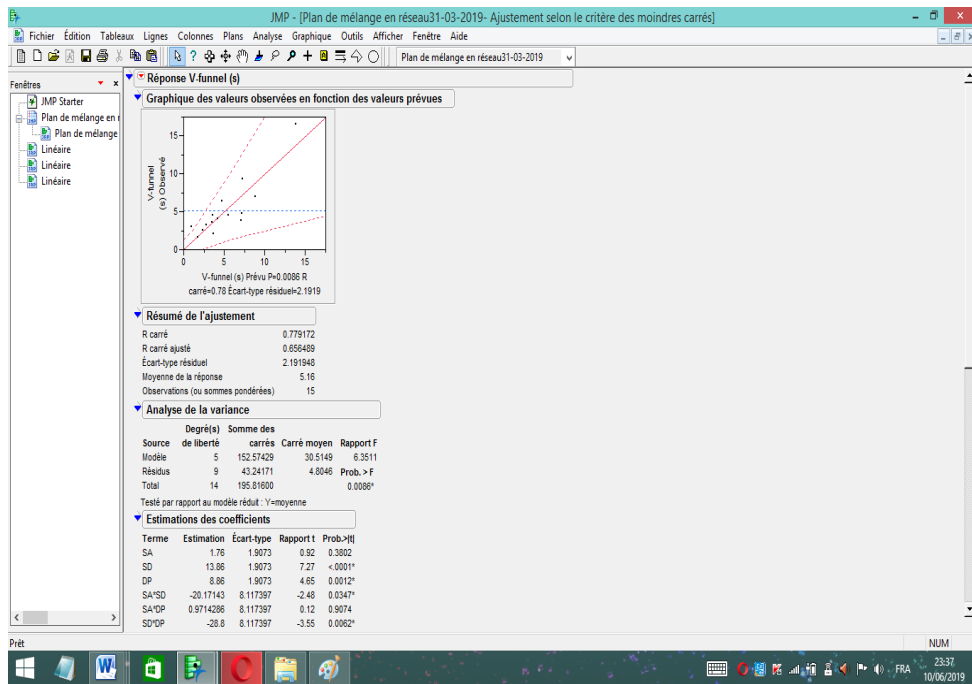 JMP - [Plan de mélange en réseau31-03-2019- Ajustement selon le critère des moindres carrés]
Fichier Édition Tableaux Lignes Colonnes Plans Analyse Graphique Outils Afficher Fenêtre Aide
Plan de mélange en réseau31-03-2019
Fenêtres
JMP Starter
Plan de mélange en r
Plan de mélange
Linéaire
Linéaire
Linéaire
Réponse V-funnel (s)
Graphique des valeurs observées en fonction des valeurs prévues
V-funnel
(s) Observé
15
10
5
0
0 5 10 15
V-funnel (s) Prévu P=0.0086 R
carré=0.78 Écart-type résiduel=2.1919
Résumé de l'ajustement
R carré 0.779172
R carré ajusté 0.656489
Écart-type résiduel 2.191948
Moyenne de la réponse 5.16
Observations (ou sommes pondérées) 15
Analyse de la variance
Degré(s) Somme des
Source de liberté carrés Carré moyen Rapport F
Modèle 5 152.57429 30.5149 6.3511
Résidus 9 43.24171 4.8046 Prob. > F
Total 14 195.81600 0.0086*
Testé par rapport au modèle réduit : Y=moyenne
Estimations des coefficients
Terme Estimation Écart-type Rapport t Prob.>|t|
SA 1.76 1.9073 0.92 0.3802
SD 13.86 1.9073 7.27 <.0001*
DP 8.86 1.9073 4.65 0.0012*
SA*SD -20.17143 8.117397 -2.48 0.0347*
SA*DP 0.9714286 8.117397 0.12 0.9074
SD*DP -28.8 8.117397 -3.55 0.0062*
Prêt
NUM
FRA
23:37
10/06/2019